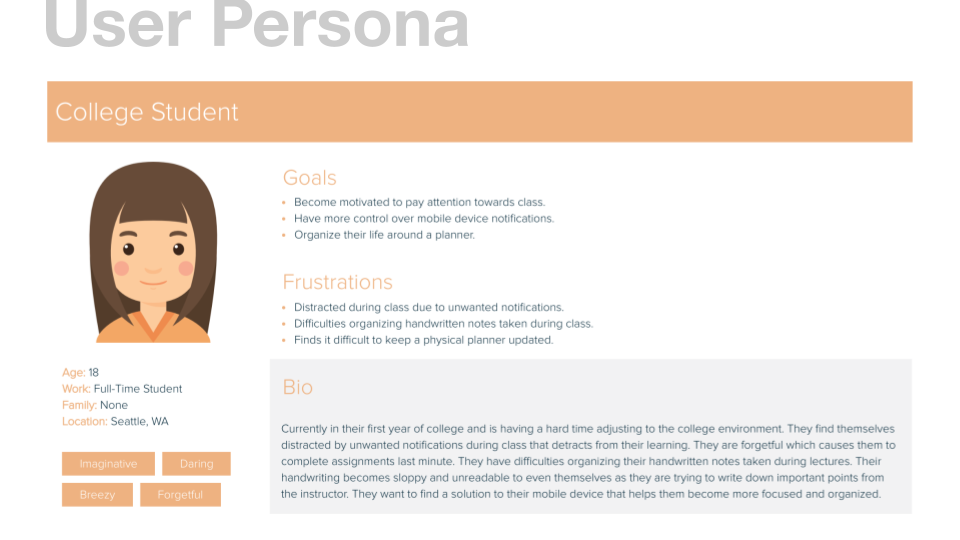 User Persona
College Student
Goals
• Become motivated to pay attention towards class.
• Have more control over mobile device notifications.
• Organize their life around a planner.
Frustrations
• Distracted during class due to unwanted notifications.
• Difficulties organizing handwritten notes taken during class.
• Finds it difficult to keep a physical planner updated.
Age: 18
Work: Full-Time Student
Family: None
Location: Seattle, WA
Imaginative Daring
Breezy Forgetful
Bio
Currently in their first year of college and is having a hard time adjusting to the college environment. They find themselves
distracted by unwanted notifications during class that detracts from their learning. They are forgetful which causes them to
complete assignments last minute. They have difficulties organizing their handwritten notes taken during lectures. Their
handwriting becomes sloppy and unreadable to even themselves as they are trying to write down important points from
the instructor. They want to find a solution to their mobile device that helps them become more focused and organized.